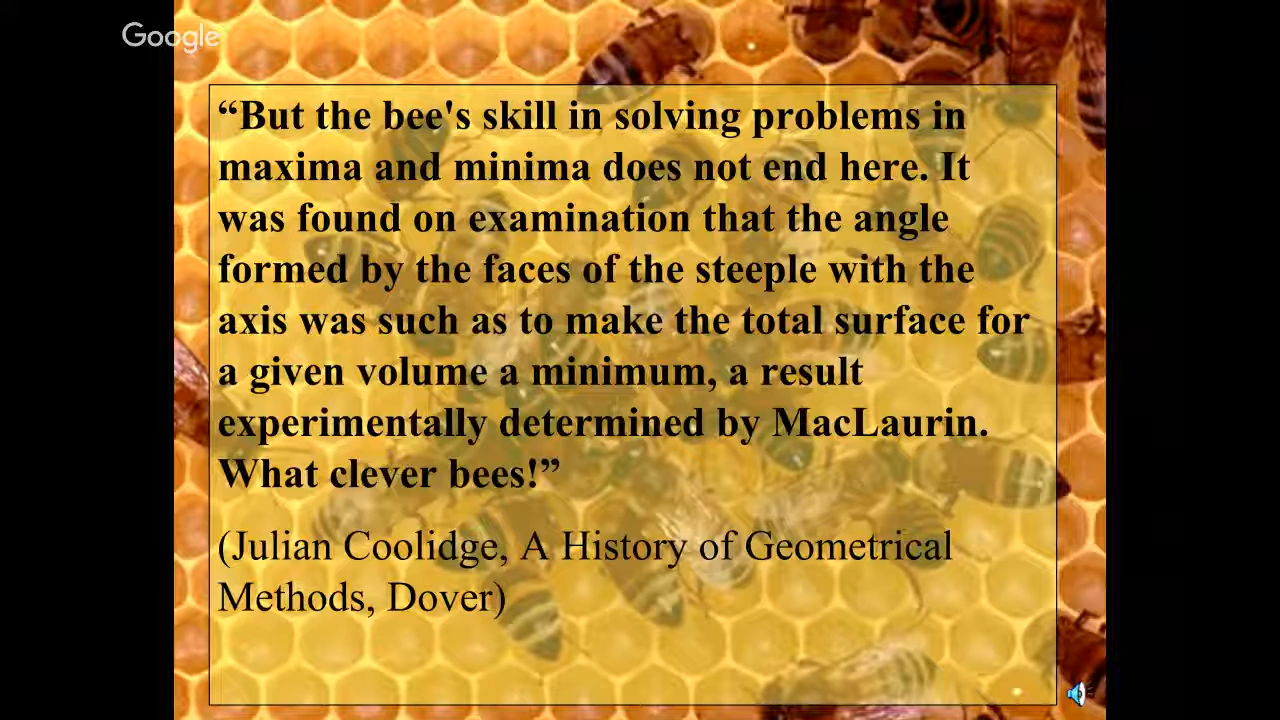 Google
“But the bee's skill in solving problems in
maxima and minima does not end here. It
was found on examination that the angle
formed by the faces of the steeple with the
axis was such as to make the total surface for
a given volume a minimum, a result
experimentally determined by MacLaurin.
What clever bees!”
(Julian Coolidge, A History of Geometrical
Methods, Dover)